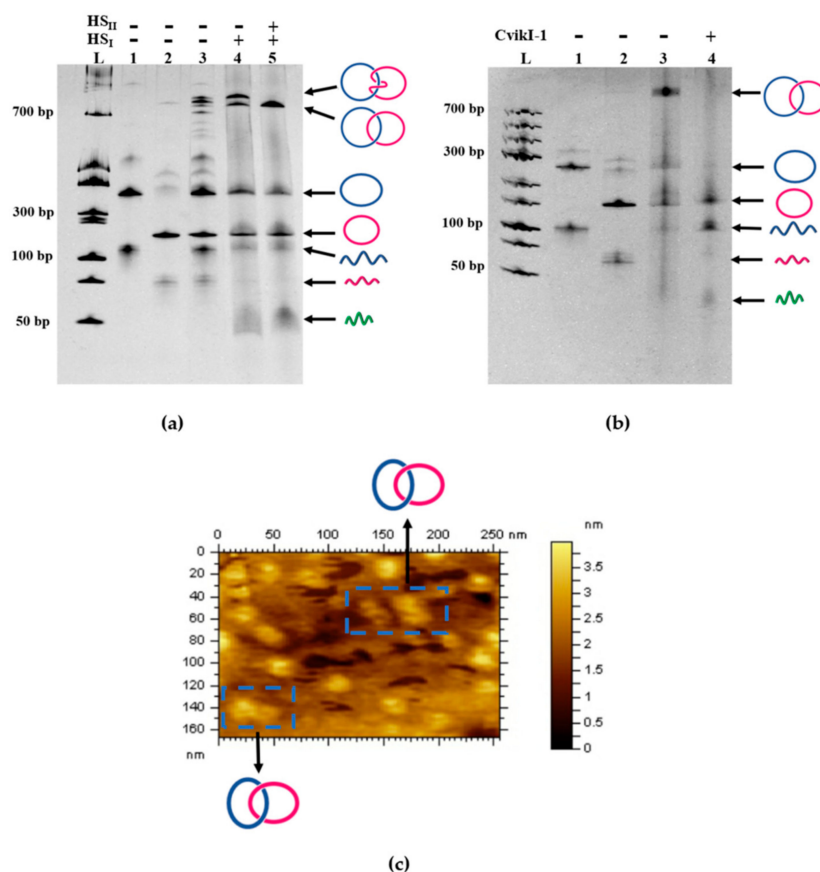 HSII - - - - +
HSI - - - + +
L 1 2 3 4 5
700 bp
300 bp
100 bp
50 bp
(a)
CvikI-1 - - - +
L 1 2 3 4
700 bp
300 bp
100 bp
50 bp
(b)
0 50 100 150 200 250 nm
nm
0
20
40
60
80
100
120
140
160
nm
nm
3.5
3
2.5
2
1.5
1
0.5
0
(c)